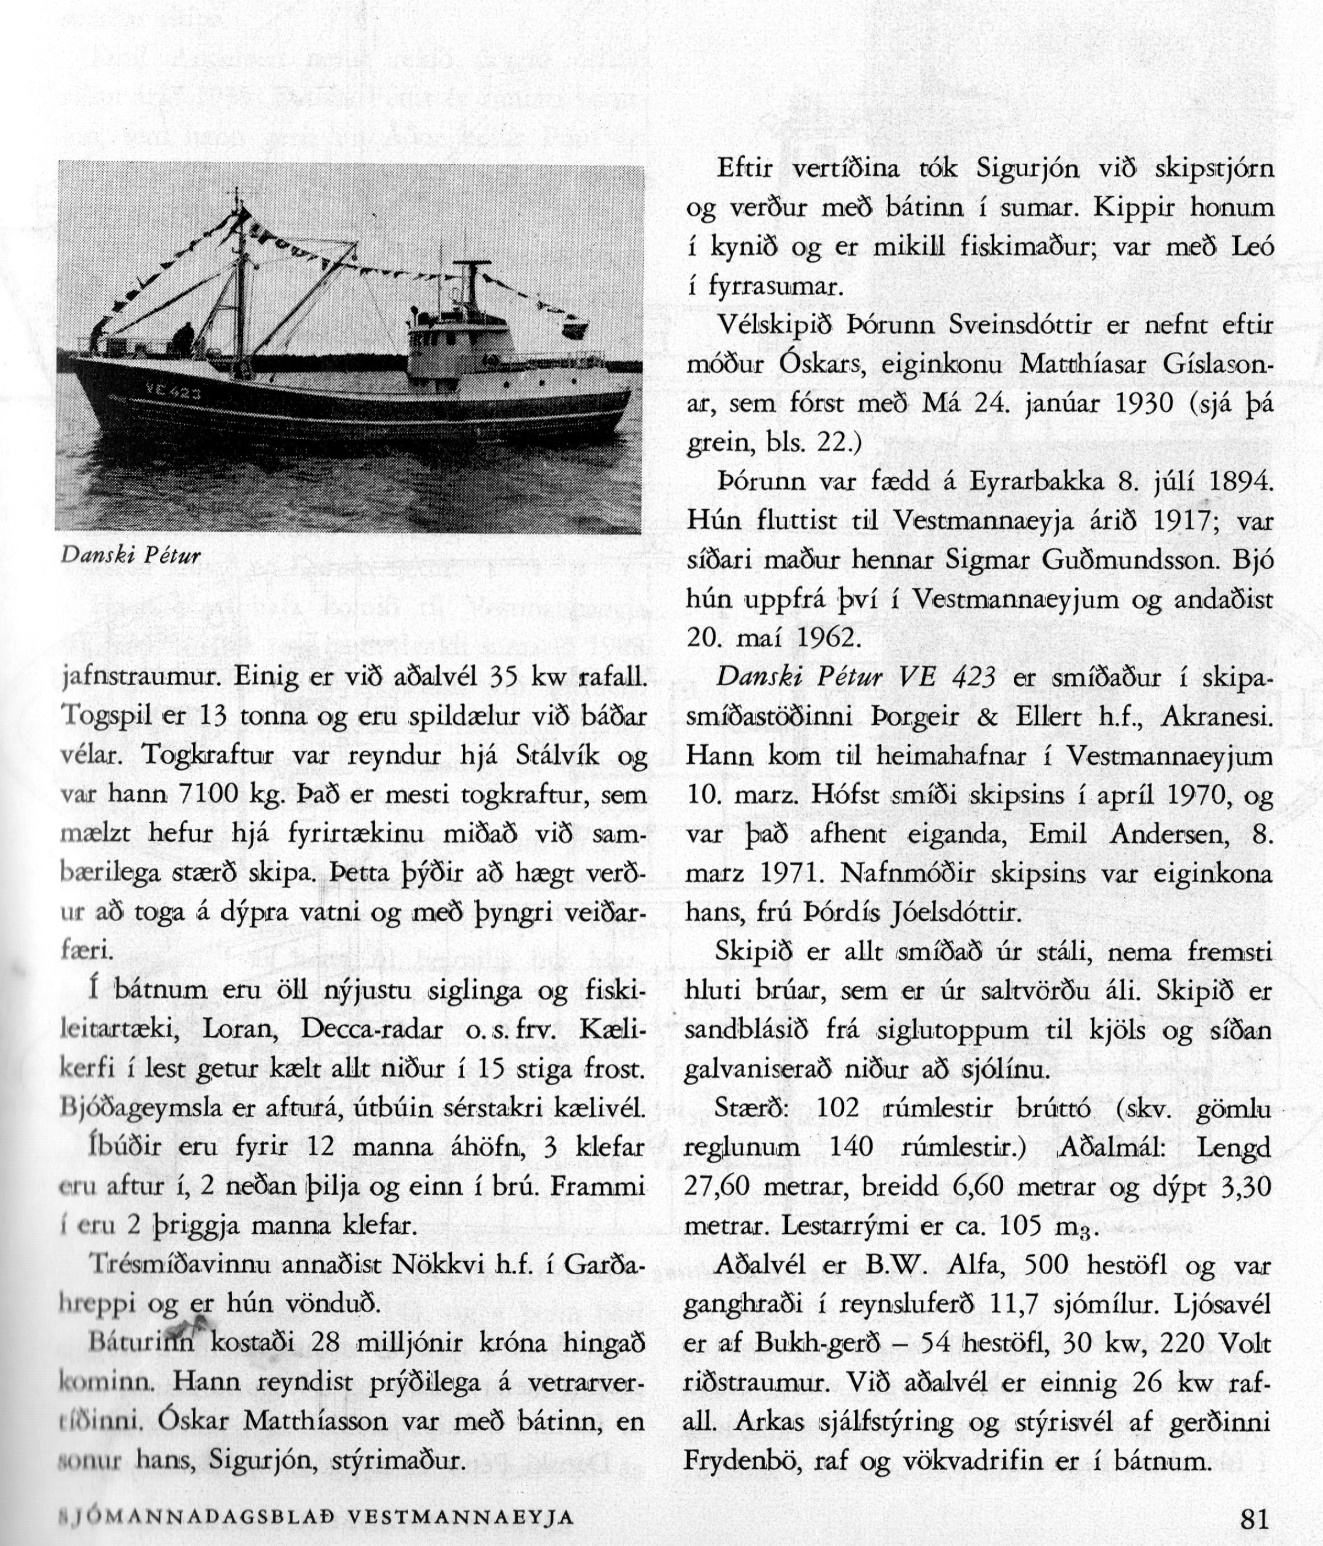 VE 423
Danski Pétur
jafnstraumur. Einig er við aðalvél 35 kw rafall.
Togspil er 13 tonna og eru spildælur við báðar
vélar. Togkraftur var reyndur hjá Stálvík og
var hann 7100 kg. Það er mesti togkraftur, sem
mælzt hefur hjá fyrirtækinu miðað við sam-
bærilega stærð skipa. Þetta þýðir að hægt verð-
ur að toga á dýpra vatni og með þyngri veiðar-
færi.
Í bátnum eru öll nýjustu siglinga og fiski-
leitartæki, Loran, Decca-radar o. s. frv. Kæli-
kerfi í lest getur kælt allt niður í 15 stiga frost.
Bjóðageymsla er afturá, útbúin sérstakri kælivél.
Íbúðir eru fyrir 12 manna áhöfn, 3 klefar
eru aftur í, 2 neðan þilja og einn í brú. Frammi
í eru 2 þriggja manna klefar.
Trésmíðavinnu annaðist Nökkvi h.f. í Garða-
hreppi og er hún vönduð.
Báturinn kostaði 28 milljónir króna hingað
kominn. Hann reyndist prýðilega á vetrarver-
tíðinni. Óskar Matthíasson var með bátinn, en
sonur hans, Sigurjón, stýrimaður.
Eftir vertíðina tók Sigurjón við skipstjórn
og verður með bátinn í sumar. Kippir honum
í kynið og er mikill fiskimaður; var með Leó
í fyrrasumar.
Vélskipið Þórunn Sveinsdóttir er nefnt eftir
móður Óskars, eiginkonu Matthíasar Gíslason-
ar, sem fórst með Má 24. janúar 1930 (sjá þá
grein, bls. 22.)
Þórunn var fædd á Eyrarbakka 8. júlí 1894.
Hún fluttist til Vestmannaeyja árið 1917; var
síðari maður hennar Sigmar Guðmundsson. Bjó
hún uppfrá því í Vestmannaeyjum og andaðist
20. maí 1962.
Danski Pétur VE 423 er smíðaður í skipa-
smíðastöðinni Þorgeir & Ellert h.f., Akranesi.
Hann kom til heimahafnar í Vestmannaeyjum
10. marz. Hófst smíði skipsins í apríl 1970, og
var það afhent eiganda, Emil Andersen, 8.
marz 1971. Nafnmóðir skipsins var eiginkona
hans, frú Þórdís Jóelsdóttir.
Skipið er allt smíðað úr stáli, nema fremsti
hluti brúar, sem er úr saltvörðu áli. Skipið er
sandblásið frá siglutoppum til kjöls og síðan
galvaniserað niður að sjólínu.
Stærð: 102 rúmlestir brúttó (skv. gömlu
reglunum 140 rúmlestir.) Aðalmál: Lengd
27,60 metrar, breidd 6,60 metrar og dýpt 3,30
metrar. Lestarrými er ca. 105 m3.
Aðalvél er B.W. Alfa, 500 hestöfl og var
ganghraði í reynsluferð 11,7 sjómílur. Ljósavél
er af Bukh-gerð – 54 hestöfl, 30 kw, 220 Volt
riðstraumur. Við aðalvél er einnig 26 kw raf-
all. Arkas sjálfstýring og stýrisvél af gerðinni
Frydenbö, raf og vökvadrifin er í bátnum.
SJÓMANNADAGSBLAÐ VESTMANNAEYJA
81